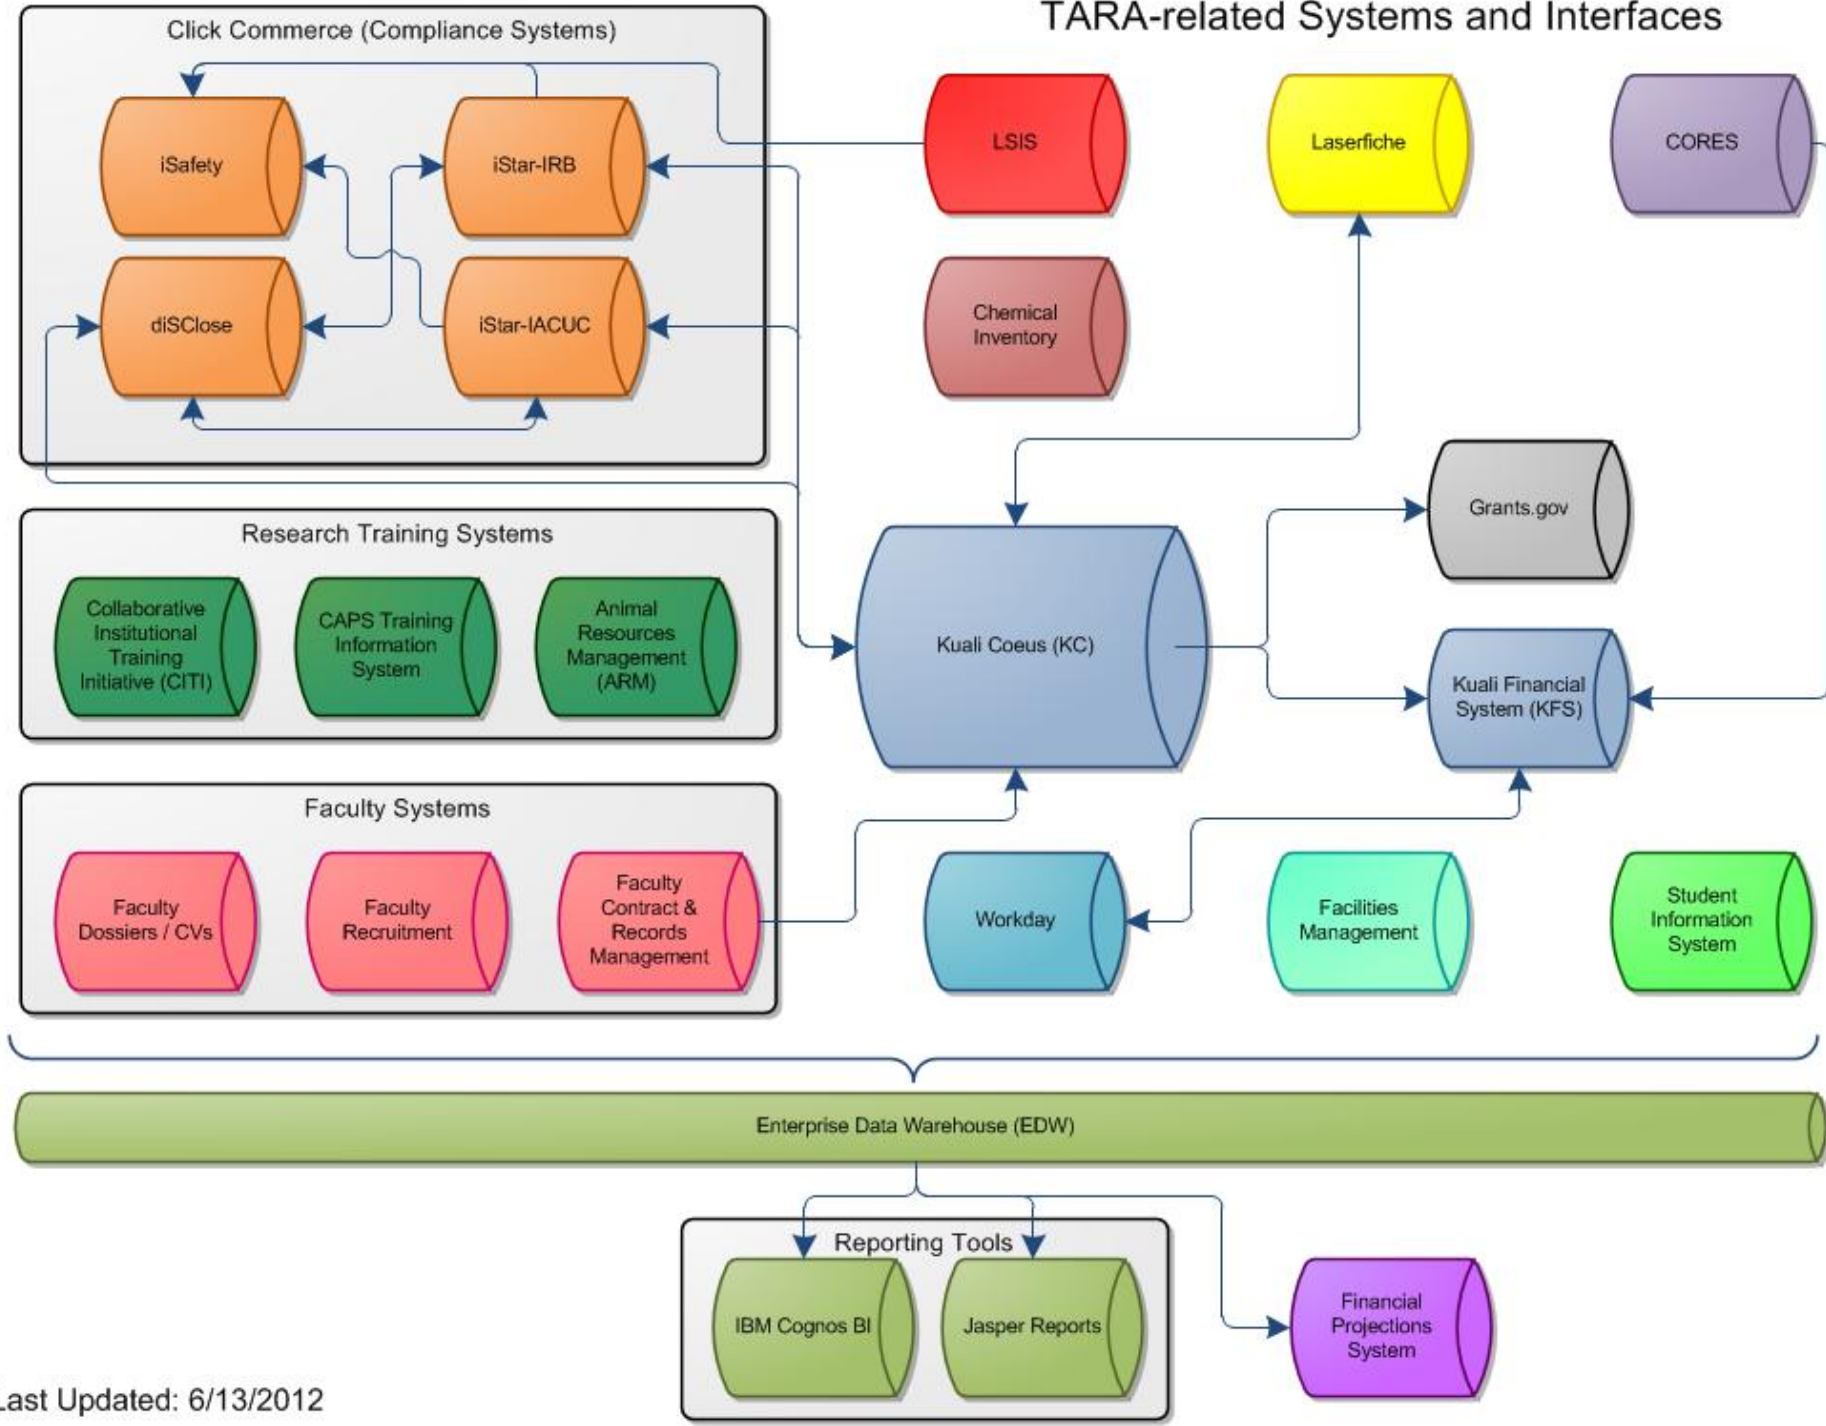 TARA-related Systems and Interfaces
Click Commerce (Compliance Systems)
iSafety
iStar-IRB
LSIS
Laserfiche
CORES
diSClose
iStar-IACUC
Chemical
Inventory
Grants.gov
Research Training Systems
Collaborative
Institutional
Training
Initiative (CITI)
CAPS Training
Information
System
Animal
Resources
Management
(ARM)
Kuali Coeus (KC)
Kuali Financial
System (KFS)
Faculty Systems
Faculty
Dossiers / CVs
Faculty
Recruitment
Faculty
Contract &
Records
Management
Workday
Facilities
Management
Student
Information
System
Enterprise Data Warehouse (EDW)
Reporting Tools
IBM Cognos BI
Jasper Reports
Financial
Projections
System
Last Updated: 6/13/2012